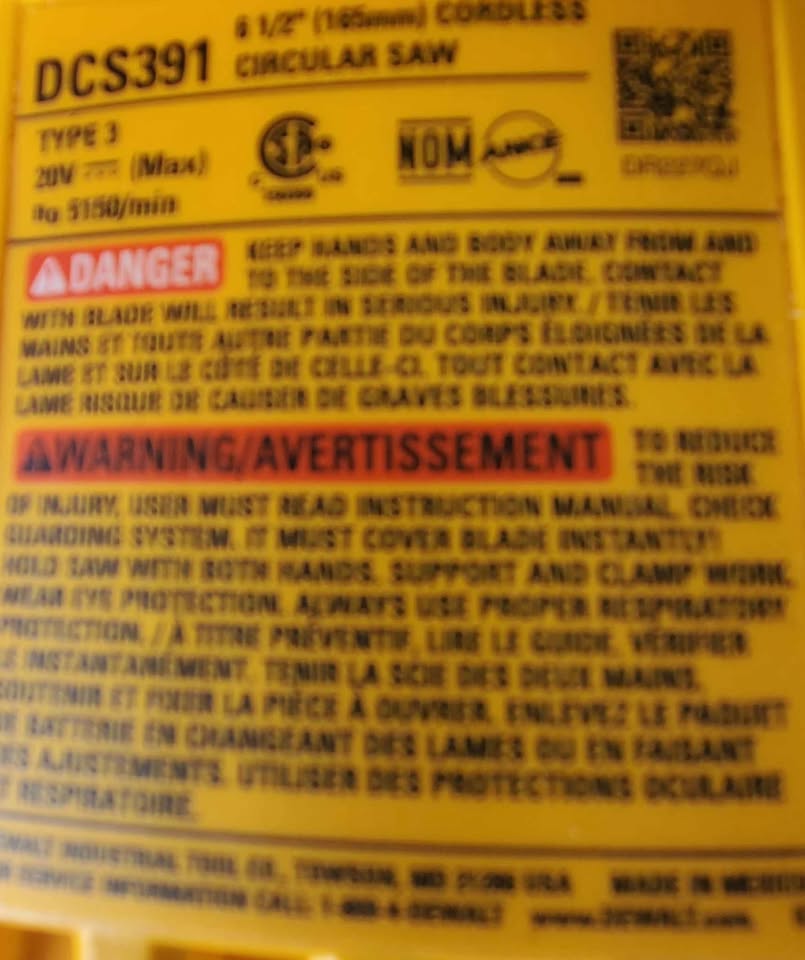 6 1/2" (165mm) CORDLESS
DCS391 CIRCULAR SAW
TYPE 3
20V (Max)
5150/min
NOM ANCE
DANGER KEEP HANDS AND BODY AWAY FROM AND
TO THE SIDE OF THE BLADE. CONTACT
WITH BLADE WILL RESULT IN SERIOUS INJURY. / TENIR LES
MAINS ET TOUTE AUTRE PARTIE DU CORPS ÉLOIGNÉES DE LA
LAME ET SUR LE CÔTÉ DE CELLE-CI. TOUT CONTACT AVEC LA
LAME RISQUE DE CAUSER DE GRAVES BLESSURES.
WARNING/AVERTISSEMENT TO REDUCE
THE RISK
OF INJURY, USER MUST READ INSTRUCTION MANUAL. CHECK
GUARDING SYSTEM. IT MUST COVER BLADE INSTANTLY!
HOLD SAW WITH BOTH HANDS. SUPPORT AND CLAMP WORK.
WEAR EYE PROTECTION. ALWAYS USE PROPER RESPIRATORY
PROTECTION. / À TITRE PRÉVENTIF, LIRE LE GUIDE. VÉRIFIER
INSTANTANÉMENT. TENIR LA SCIE DES DEUX MAINS.
SOUTENIR ET FIXER LA PIÈCE À OUVRER. ENLEVEZ LE PAQUET
DE BATTERIE EN CHANGEANT DES LAMES OU EN FAISANT
DES AJUSTEMENTS. UTILISER DES PROTECTIONS OCULAIRE
ET RESPIRATOIRE.
DEWALT INDUSTRIAL TOOL CO., TOWSON, MD USA MADE IN MEXICO
SERVICE INFORMATION CALL 1-800-4-DEWALT www.DEWALT.com